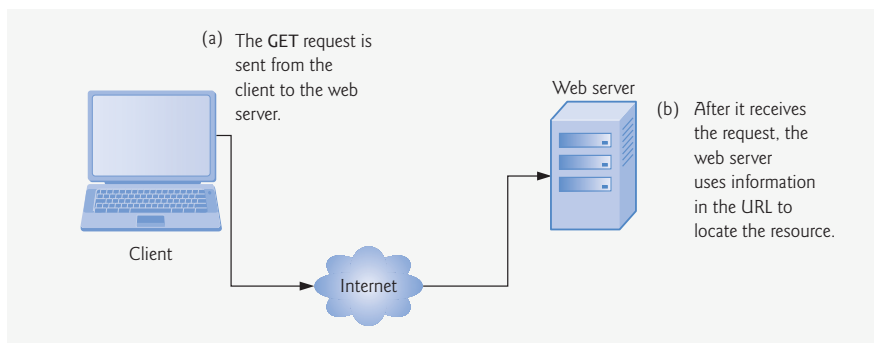 (a) The GET request is
sent from the
client to the web
server.
Web server
(b) After it receives
the request, the
web server
uses information
in the URL to
locate the resource.
Client
Internet